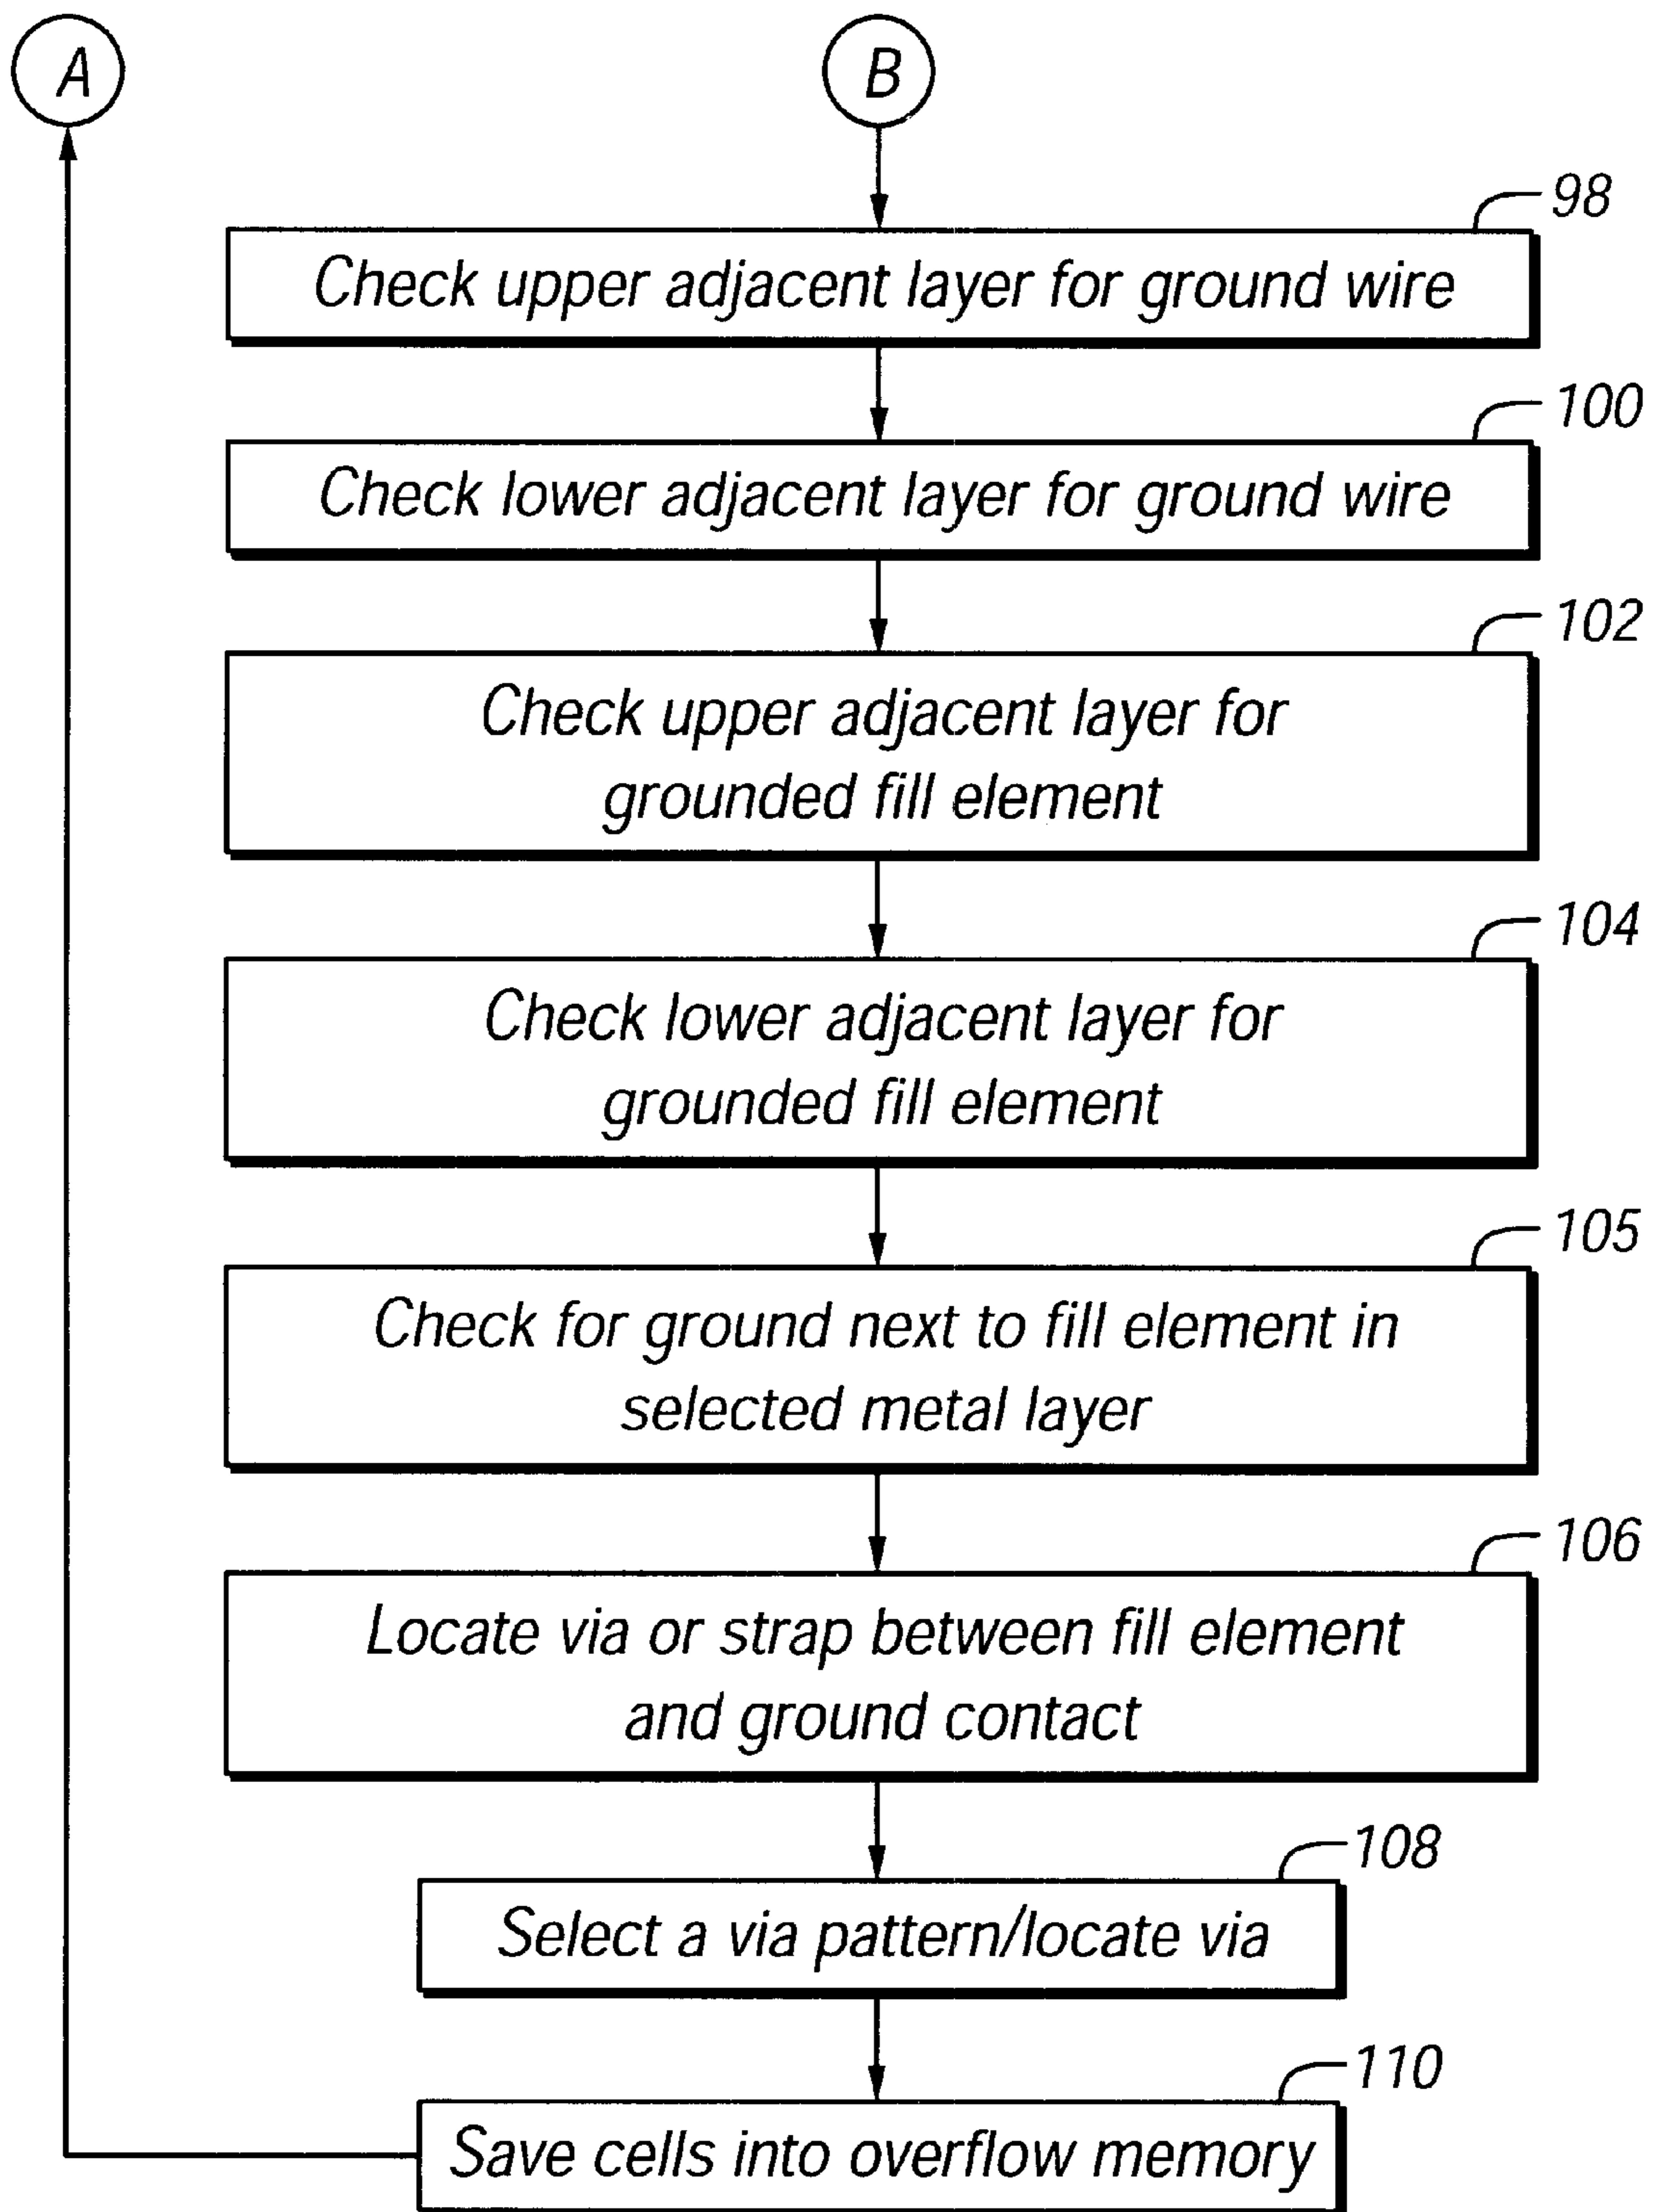 A
B
98
Check upper adjacent layer for ground wire
100
Check lower adjacent layer for ground wire
102
Check upper adjacent layer for
grounded fill element
104
Check lower adjacent layer for
grounded fill element
105
Check for ground next to fill element in
selected metal layer
106
Locate via or strap between fill element
and ground contact
108
Select a via pattern/locate via
110
Save cells into overflow memory